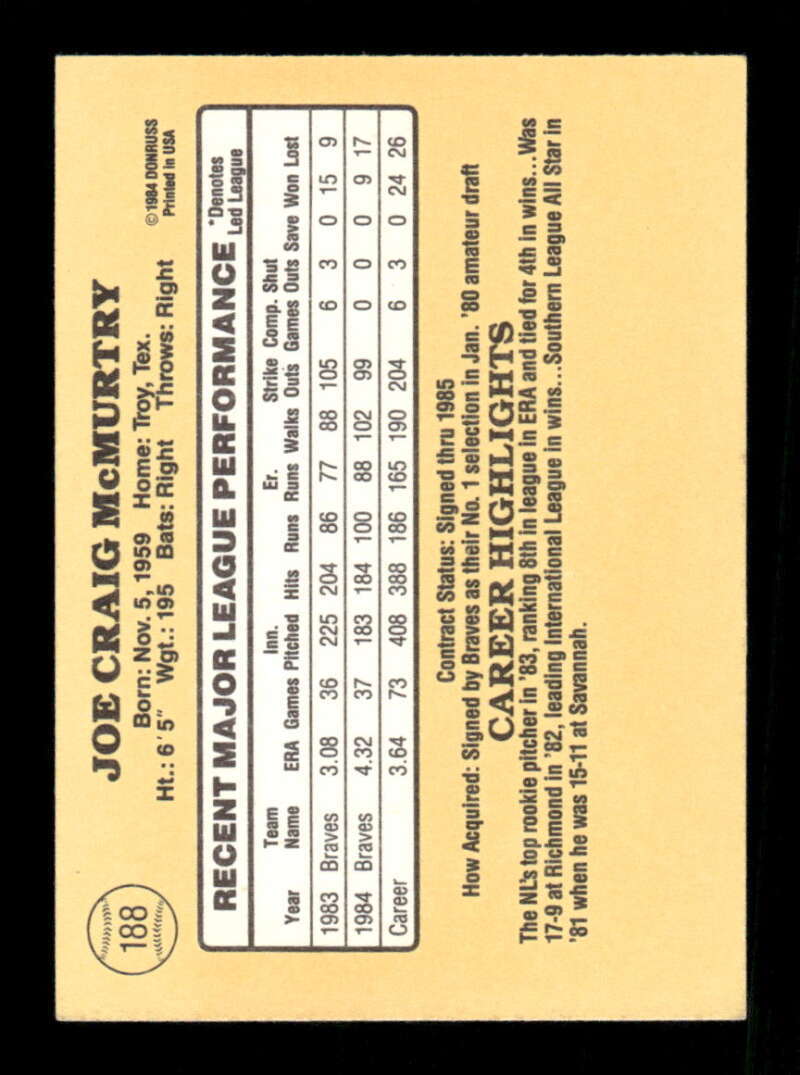 188
JOE CRAIG McMURTRY
Born: Nov. 5, 1959 Home: Troy, Tex.
Ht.: 6'5" Wgt.: 195 Bats: Right Throws: Right
© 1984 DONRUSS
Printed in USA
RECENT MAJOR LEAGUE PERFORMANCE
*Denotes
Led League
Team Inn. Er. Strike Comp. Shut
Year Name ERA Games Pitched Hits Runs Runs Walks Outs Games Outs Save Won Lost
1983 Braves 3.08 36 225 204 86 77 88 105 6 3 0 15 9
1984 Braves 4.32 37 183 184 100 88 102 99 0 0 0 9 17
Career 3.64 73 408 388 186 165 190 204 6 3 0 24 26
Contract Status: Signed thru 1985
How Acquired: Signed by Braves as their No. 1 selection in Jan. '80 amateur draft
CAREER HIGHLIGHTS
The NL's top rookie pitcher in '83, ranking 8th in league in ERA and tied for 4th in wins...Was
17-9 at Richmond in '82, leading International League in wins...Southern League All Star in
'81 when he was 15-11 at Savannah.